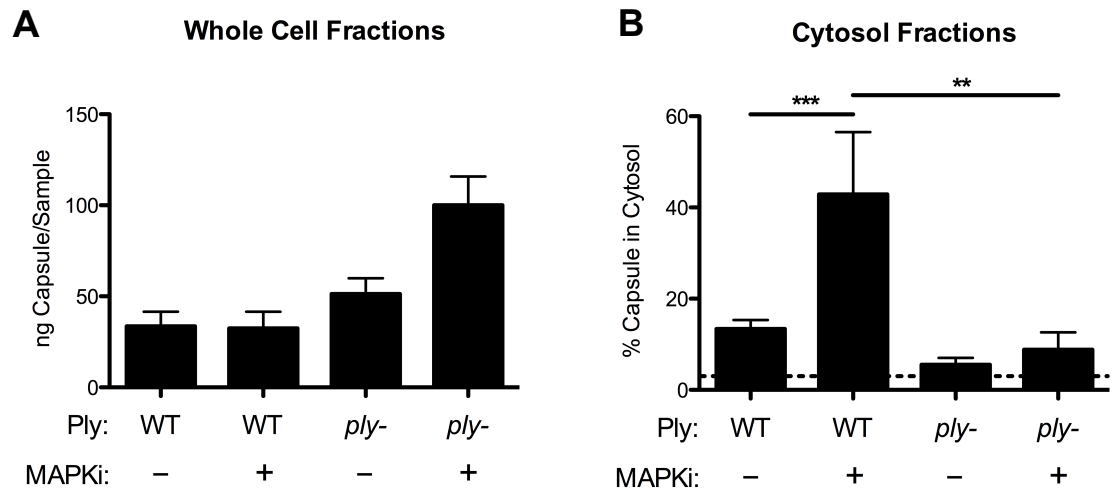 A
Whole Cell Fractions
ng Capsule/Sample
150
100
50
0
Ply: WT WT ply- ply-
MAPKi: – + – +
B
Cytosol Fractions
% Capsule in Cytosol
*** **
60
40
20
0
Ply: WT WT ply- ply-
MAPKi: – + – +